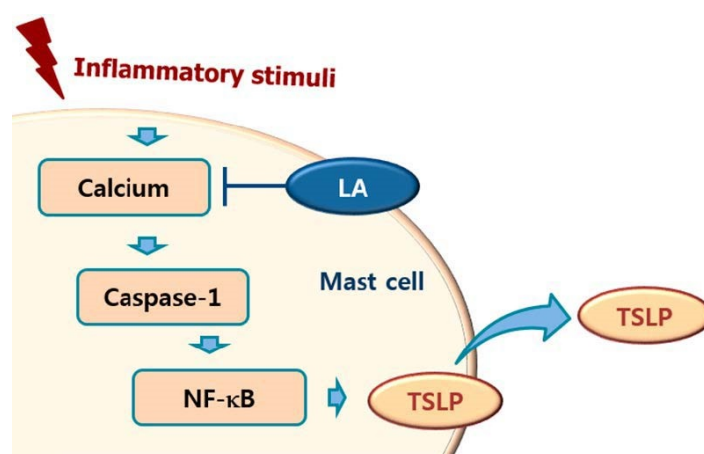 Inflammatory stimuli
Calcium
LA
Caspase-1
Mast cell
TSLP
NF-κB
TSLP